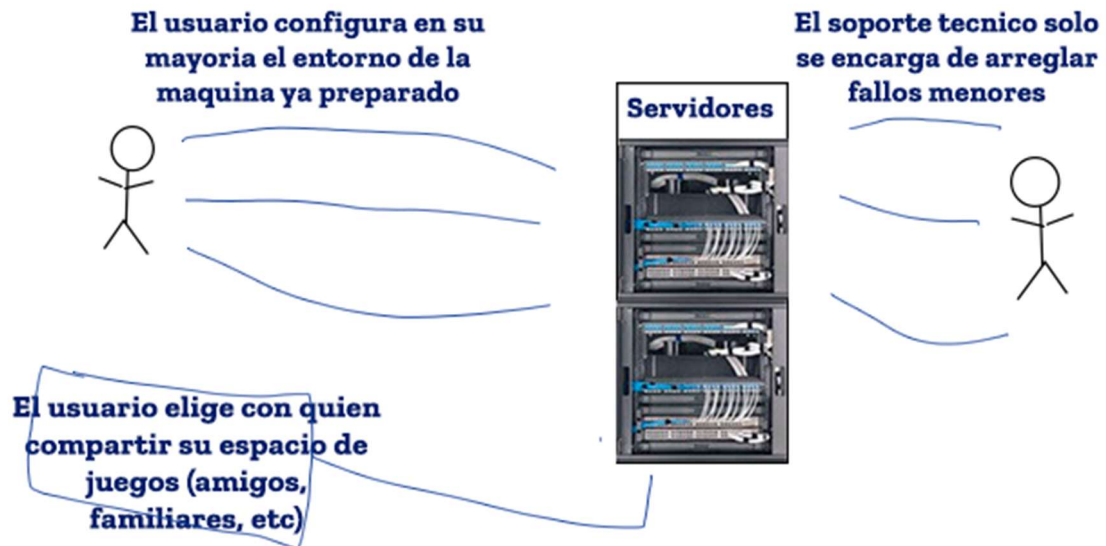 El usuario configura en su
mayoria el entorno de la
maquina ya preparado
El soporte tecnico solo
se encarga de arreglar
fallos menores
Servidores
El usuario elige con quien
compartir su espacio de
juegos (amigos,
familiares, etc)